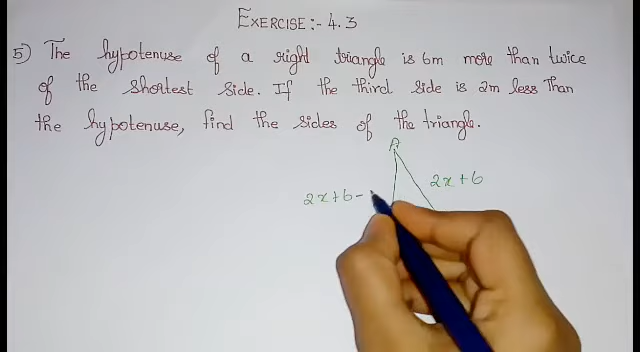 EXERCISE:- 4.3
5) The hypotenuse of a right triangle is 6m more than twice
of the shortest side. If the third side is 2m less than
the hypotenuse, find the sides of the triangle.
A
2x+6
2x+6-